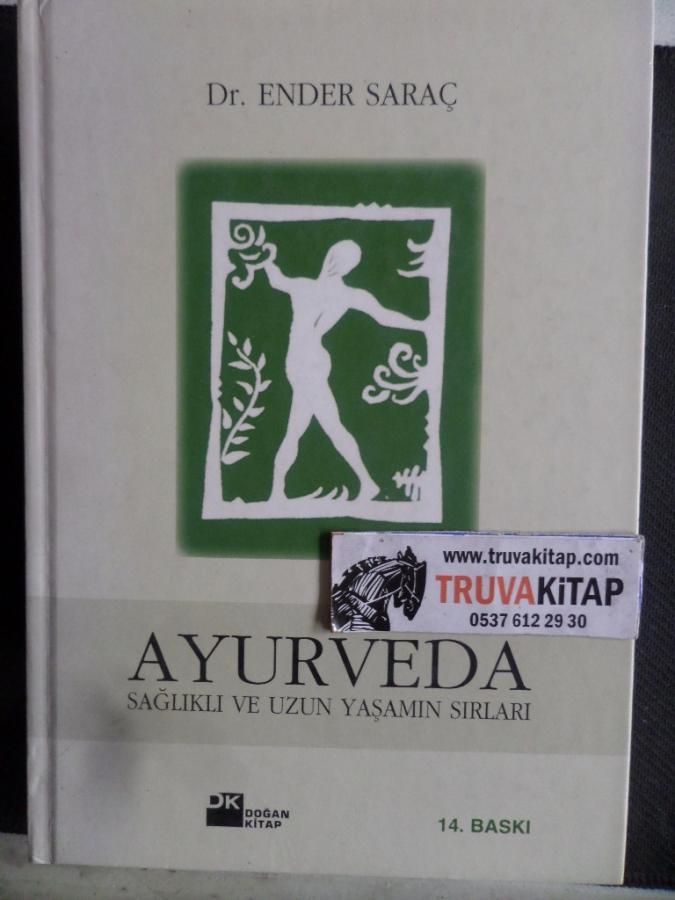 Dr. ENDER SARAÇ
www.truvakitap.com
TRUVAKiTAP
0537 612 29 30
AYURVEDA
SAĞLIKLI VE UZUN YAŞAMIN SIRLARI
DK
DOĞAN
KİTAP
14. BASKI